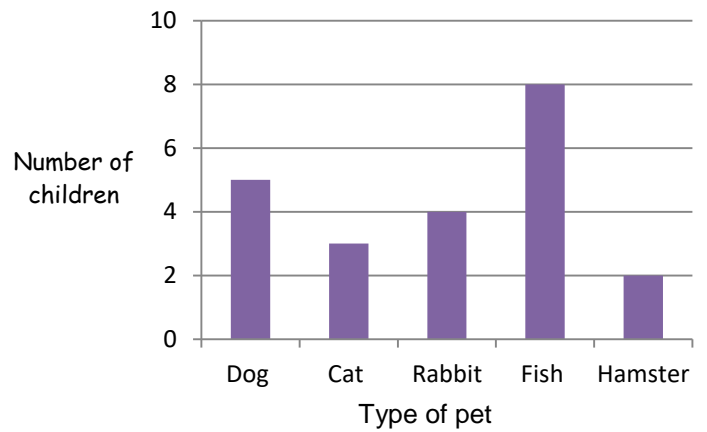 10
8
6
4
2
0
Number of
children
Dog Cat Rabbit Fish Hamster
Type of pet